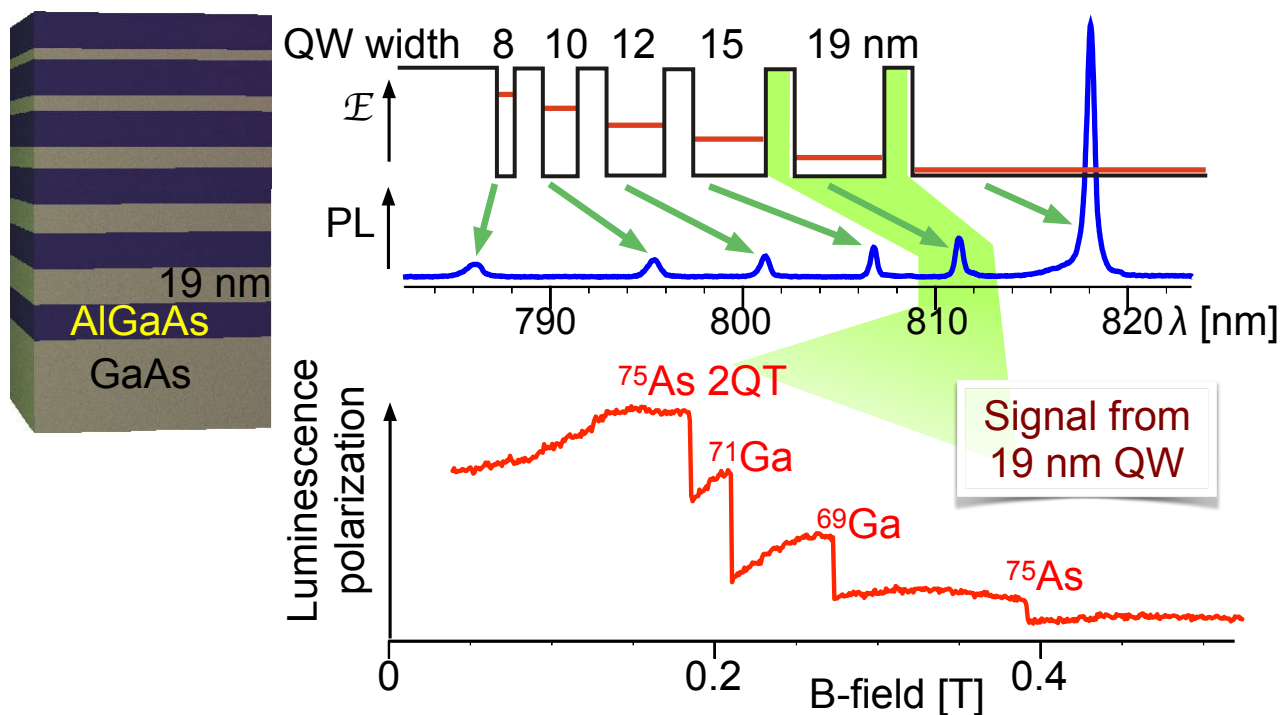 QW width 8 10 12 15 19 nm
ℰ
PL
19 nm
AlGaAs
GaAs
790 800 810 820 λ [nm]
Luminescence
polarization
⁷⁵As 2QT
⁷¹Ga
⁶⁹Ga
⁷⁵As
Signal from
19 nm QW
0 0.2 0.4
B-field [T]